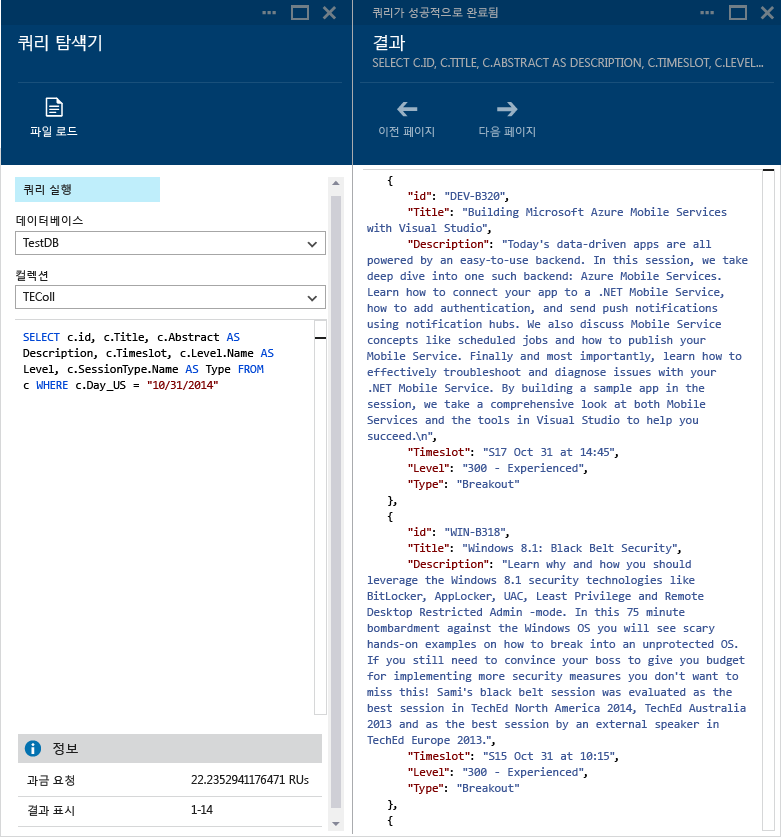 쿼리 탐색기
파일 로드
쿼리 실행
데이터베이스
TestDB
컬렉션
TEColl
SELECT c.id, c.Title, c.Abstract AS
Description, c.Timeslot, c.Level.Name AS
Level, c.SessionType.Name AS Type FROM
c WHERE c.Day_US = "10/31/2014"
정보
과금 요청 22.2352941176471 RUs
결과 표시 1-14
쿼리가 성공적으로 완료됨
결과
SELECT C.ID, C.TITLE, C.ABSTRACT AS DESCRIPTION, C.TIMESLOT, C.LEVEL...
이전 페이지
다음 페이지
{
"id": "DEV-B320",
"Title": "Building Microsoft Azure Mobile Services
with Visual Studio",
"Description": "Today's data-driven apps are all
powered by an easy-to-use backend. In this session, we take
deep dive into one such backend: Azure Mobile Services.
Learn how to connect your app to a .NET Mobile Service,
how to add authentication, and send push notifications
using notification hubs. We also discuss Mobile Service
concepts like scheduled jobs and how to publish your
Mobile Service. Finally and most importantly, learn how to
effectively troubleshoot and diagnose issues with your
.NET Mobile Service. By building a sample app in the
session, we take a comprehensive look at both Mobile
Services and the tools in Visual Studio to help you
succeed.\n",
"Timeslot": "S17 Oct 31 at 14:45",
"Level": "300 - Experienced",
"Type": "Breakout"
},
{
"id": "WIN-B318",
"Title": "Windows 8.1: Black Belt Security",
"Description": "Learn why and how you should
leverage the Windows 8.1 security technologies like
BitLocker, AppLocker, UAC, Least Privilege and Remote
Desktop Restricted Admin -mode. In this 75 minute
bombardment against the Windows OS you will see scary
hands-on examples on how to break into an unprotected OS.
If you still need to convince your boss to give you budget
for implementing more security measures you don't want to
miss this! Sami's black belt session was evaluated as the
best session in TechEd North America 2014, TechEd Australia
2013 and as the best session by an external speaker in
TechEd Europe 2013.",
"Timeslot": "S15 Oct 31 at 10:15",
"Level": "300 - Experienced",
"Type": "Breakout"
},
{